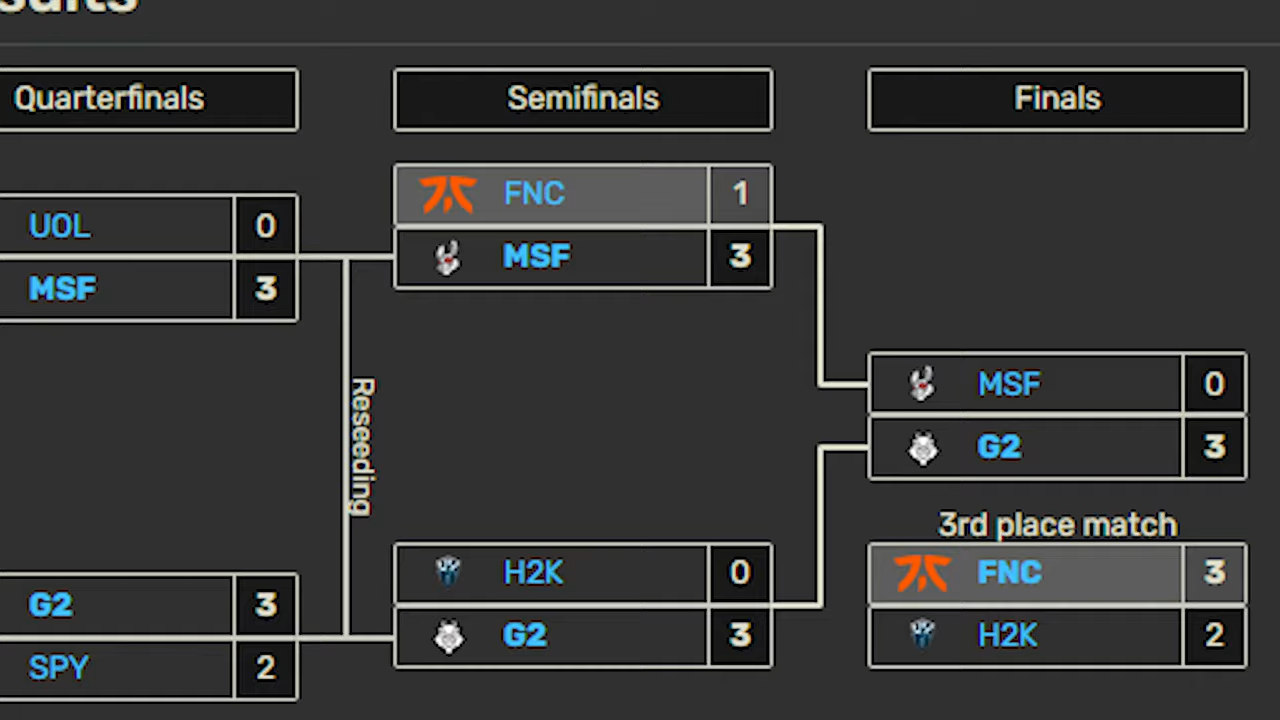 Quarterfinals
Semifinals
Finals
UOL 0
MSF 3
G2 3
SPY 2
Reseeding
FNC 1
MSF 3
H2K 0
G2 3
MSF 0
G2 3
3rd place match
FNC 3
H2K 2